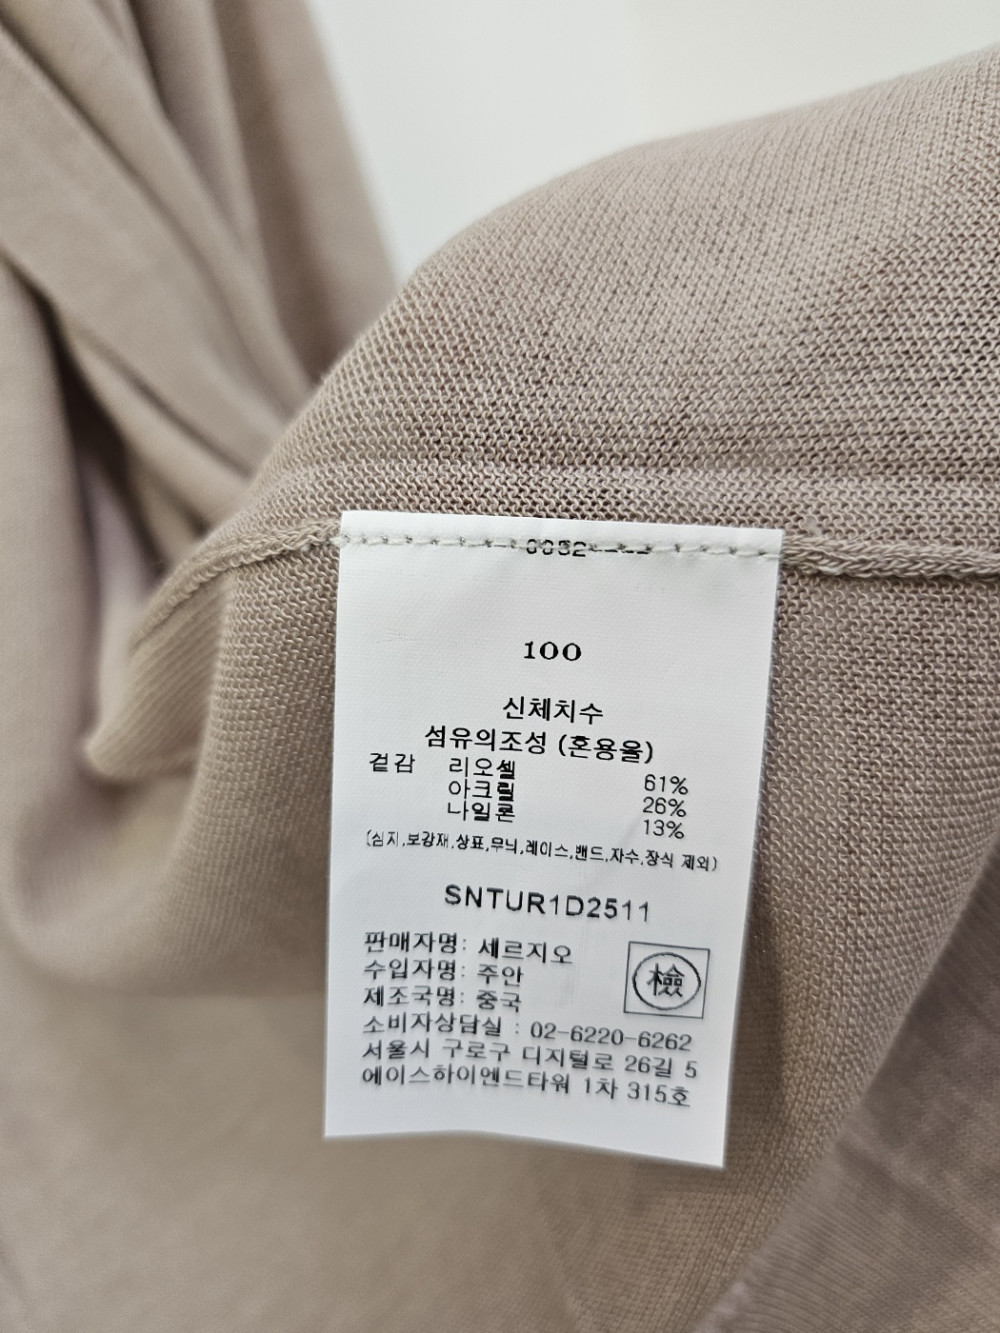 0032
100
신체치수
섬유의조성 (혼용율)
겉감 리오셀 61%
아크릴 26%
나일론 13%
(심지,보강재,상표,무늬,레이스,밴드,자수,장식 제외)
SNTUR1D2511
판매자명: 세르지오
수입자명: 주안
제조국명: 중국
檢
소비자상담실 : 02-6220-6262
서울시 구로구 디지털로 26길 5
에이스하이엔드타워 1차 315호